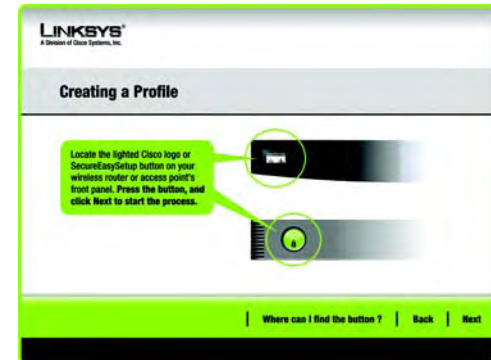 LINKSYS®
A Division of Cisco Systems, Inc.
Creating a Profile
Locate the lighted Cisco logo or
SecureEasySetup button on your
wireless router or access point's
front panel. Press the button, and
click Next to start the process.
Where can I find the button ? | Back | Next